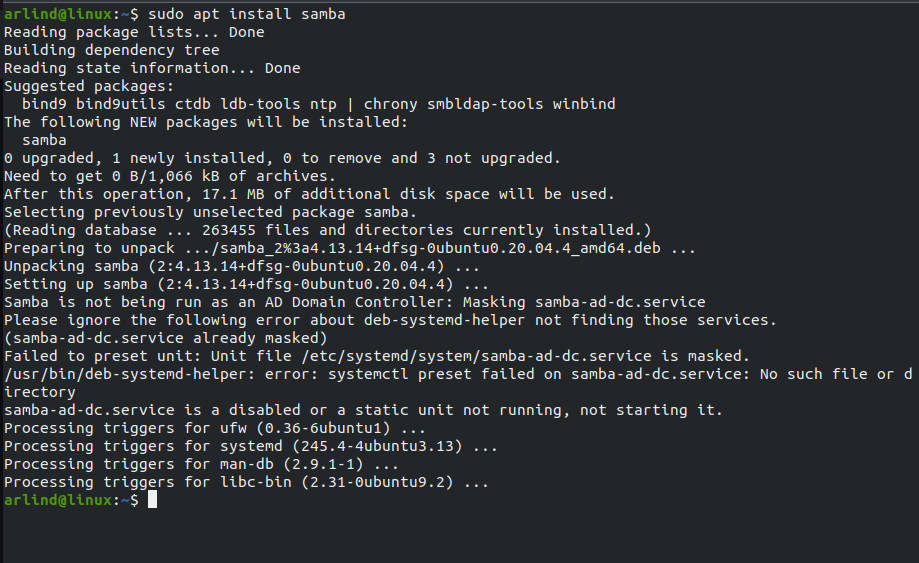 arlind@linux:~$ sudo apt install samba
Reading package lists... Done
Building dependency tree
Reading state information... Done
Suggested packages:
  bind9 bind9utils ctdb ldb-tools ntp | chrony smbldap-tools winbind
The following NEW packages will be installed:
  samba
0 upgraded, 1 newly installed, 0 to remove and 3 not upgraded.
Need to get 0 B/1,066 kB of archives.
After this operation, 17.1 MB of additional disk space will be used.
Selecting previously unselected package samba.
(Reading database ... 263455 files and directories currently installed.)
Preparing to unpack .../samba_2%3a4.13.14+dfsg-0ubuntu0.20.04.4_amd64.deb ...
Unpacking samba (2:4.13.14+dfsg-0ubuntu0.20.04.4) ...
Setting up samba (2:4.13.14+dfsg-0ubuntu0.20.04.4) ...
Samba is not being run as an AD Domain Controller: Masking samba-ad-dc.service
Please ignore the following error about deb-systemd-helper not finding those services.
(samba-ad-dc.service already masked)
Failed to preset unit: Unit file /etc/systemd/system/samba-ad-dc.service is masked.
/usr/bin/deb-systemd-helper: error: systemctl preset failed on samba-ad-dc.service: No such file or d
irectory
samba-ad-dc.service is a disabled or a static unit not running, not starting it.
Processing triggers for ufw (0.36-6ubuntu1) ...
Processing triggers for systemd (245.4-4ubuntu3.13) ...
Processing triggers for man-db (2.9.1-1) ...
Processing triggers for libc-bin (2.31-0ubuntu9.2) ...
arlind@linux:~$